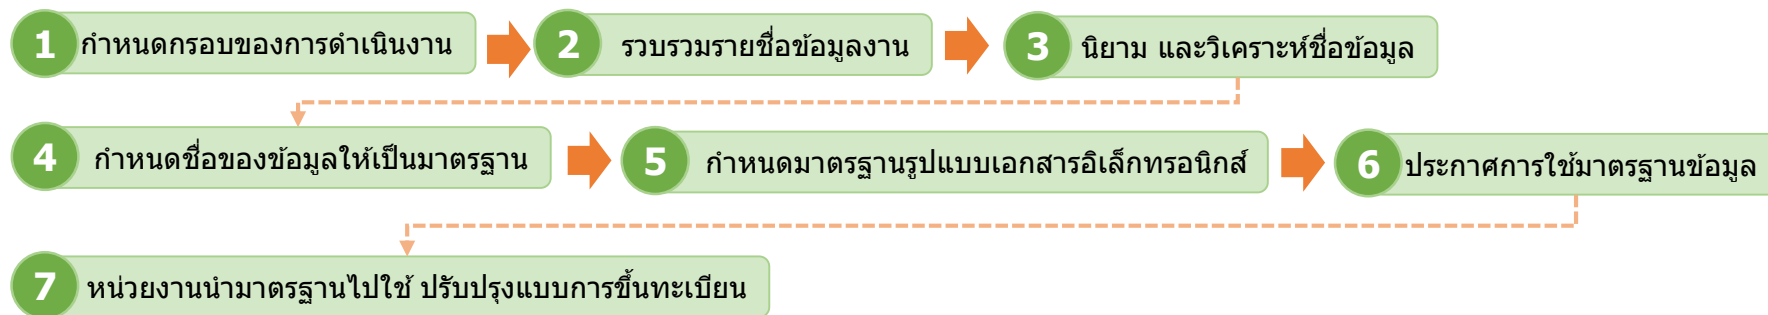 1 กำหนดกรอบของการดำเนินงาน
2 รวบรวมรายชื่อข้อมูลงาน
3 นิยาม และวิเคราะห์ชื่อข้อมูล
4 กำหนดชื่อของข้อมูลให้เป็นมาตรฐาน
5 กำหนดมาตรฐานรูปแบบเอกสารอิเล็กทรอนิกส์
6 ประกาศการใช้มาตรฐานข้อมูล
7 หน่วยงานนำมาตรฐานไปใช้ ปรับปรุงแบบการขึ้นทะเบียน